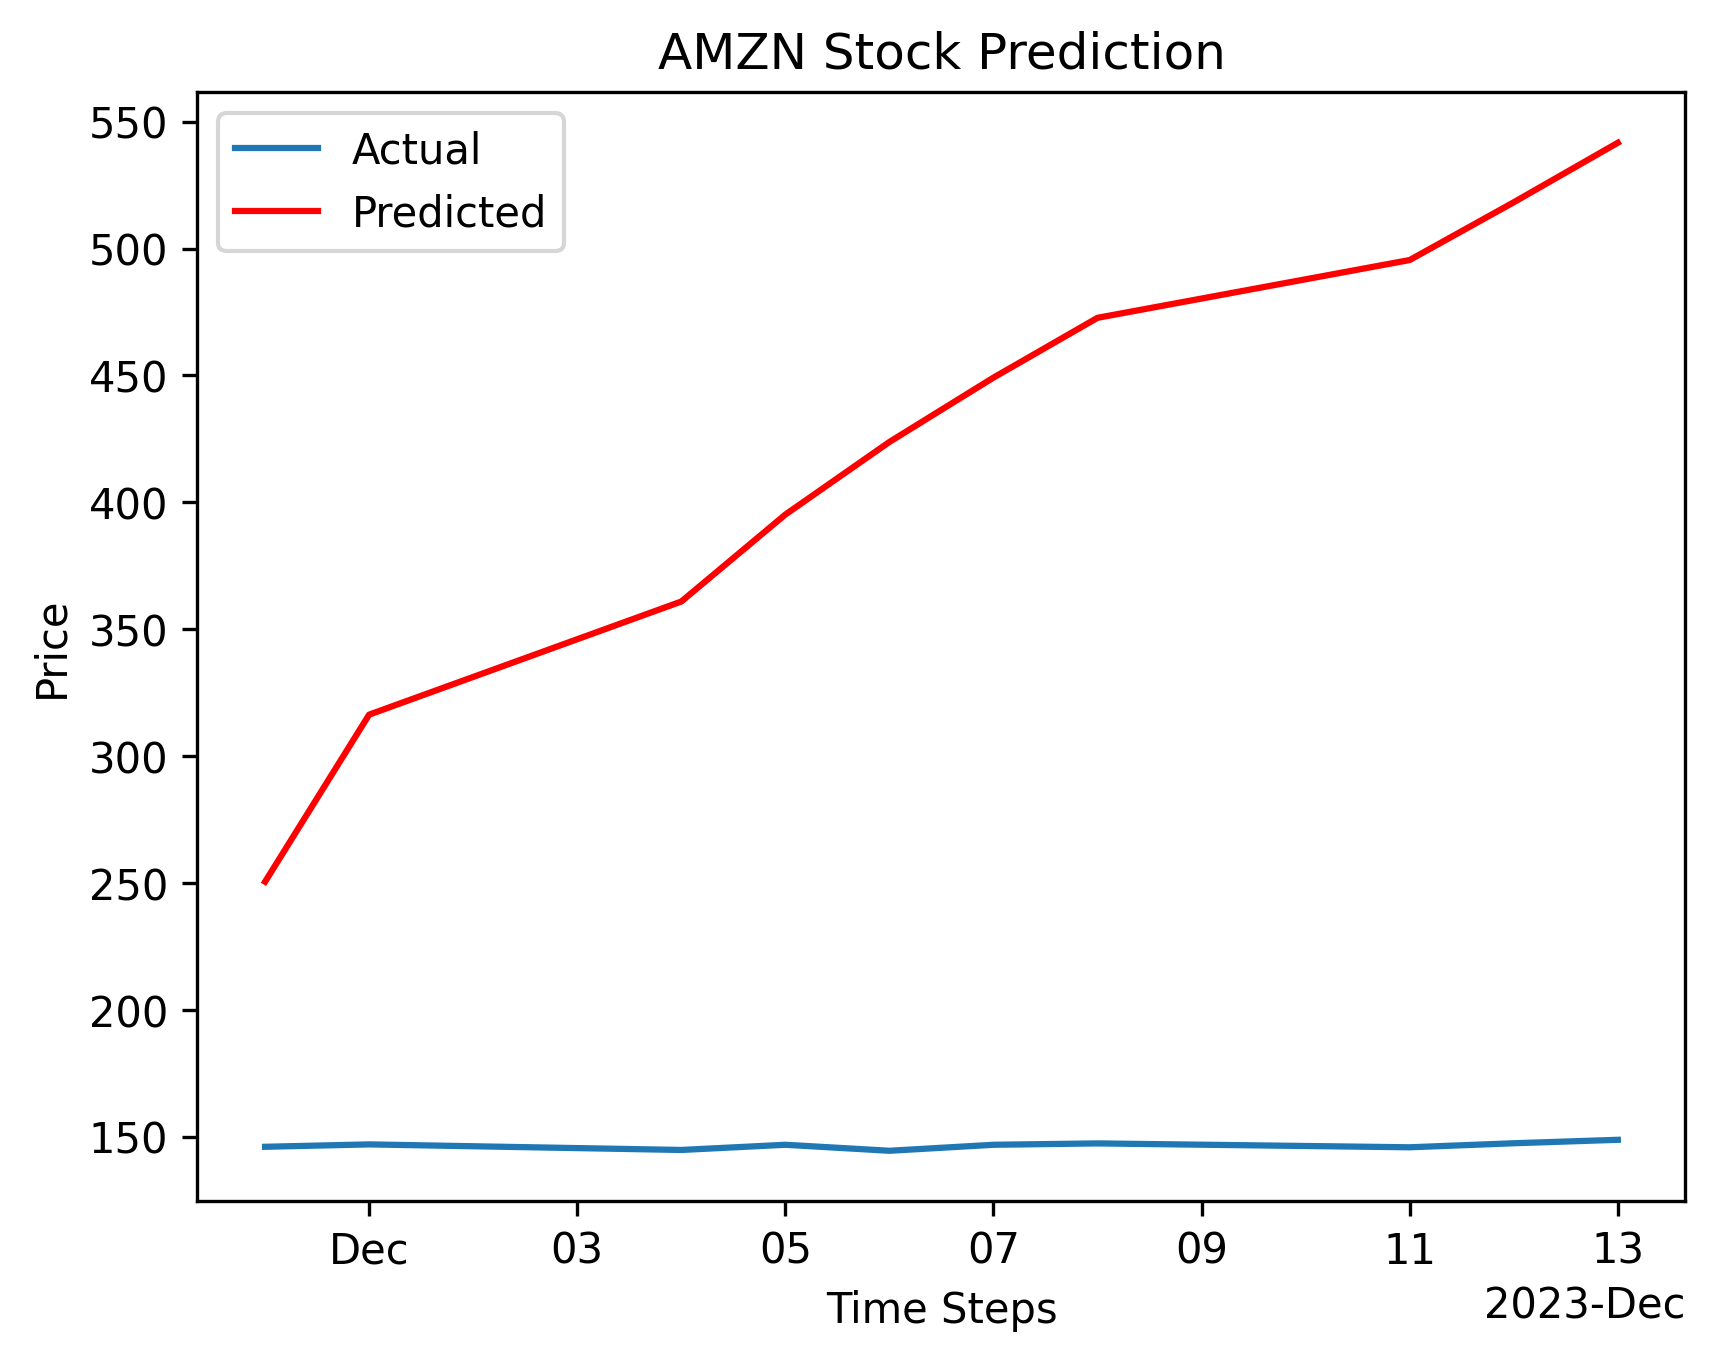 AMZN Stock Prediction
Actual
Predicted
550
500
450
400
350
300
250
200
150
Price
Dec 03 05 07 09 11 13
2023-Dec
Time Steps